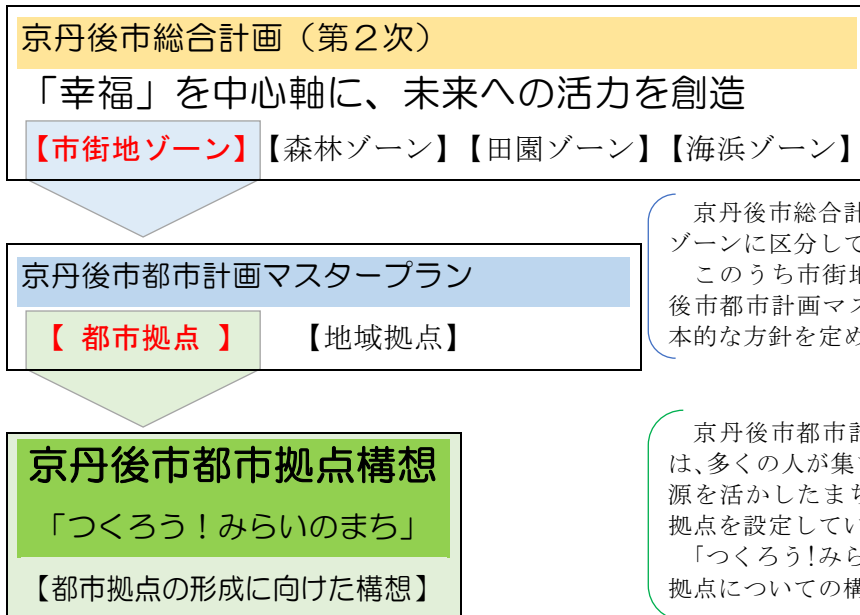 京丹後市総合計画（第２次）
「幸福」を中心軸に、未来への活力を創造
【市街地ゾーン】【森林ゾーン】【田園ゾーン】【海浜ゾーン】
京丹後市総合計
ゾーンに区分して
このうち市街地
後市都市計画マス
本的な方針を定め
京丹後市都市計画マスタープラン
【 都市拠点 】　【地域拠点】
京丹後市都市計
は、多くの人が集
源を活かしたまち
拠点を設定してい
「つくろう！みら
拠点についての構
京丹後市都市拠点構想
「つくろう！みらいのまち」
【都市拠点の形成に向けた構想】